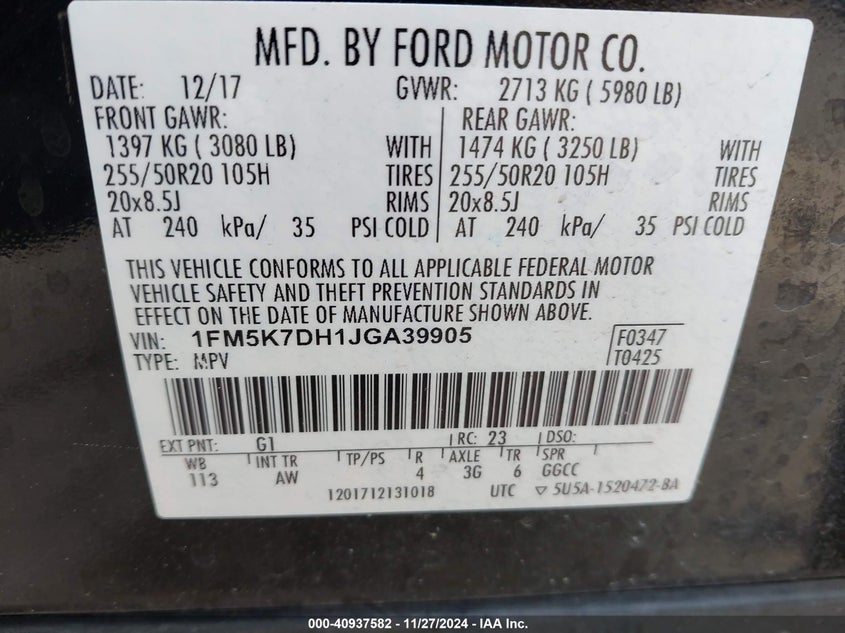 MFD. BY FORD MOTOR CO.
DATE: 12/17 GVWR: 2713 KG ( 5980 LB)
FRONT GAWR: REAR GAWR:
1397 KG ( 3080 LB) WITH 1474 KG ( 3250 LB) WITH
255/50R20 105H TIRES 255/50R20 105H TIRES
20x8.5J RIMS 20x8.5J RIMS
AT 240 kPa/ 35 PSI COLD AT 240 kPa/ 35 PSI COLD
THIS VEHICLE CONFORMS TO ALL APPLICABLE FEDERAL MOTOR
VEHICLE SAFETY AND THEFT PREVENTION STANDARDS IN
EFFECT ON THE DATE OF MANUFACTURE SHOWN ABOVE.
VIN: 1FM5K7DH1JGA39905 F0347
TYPE: MPV T0425
EXT PNT: G1 RC: 23 DSO:
WB INT TR TP/PS R AXLE TR SPR
113 AW 4 3G 6 GGCC
1201712131018 UTC ▽ 5U5A-1520472-BA
000-40937582 - 11/27/2024 - IAA Inc.